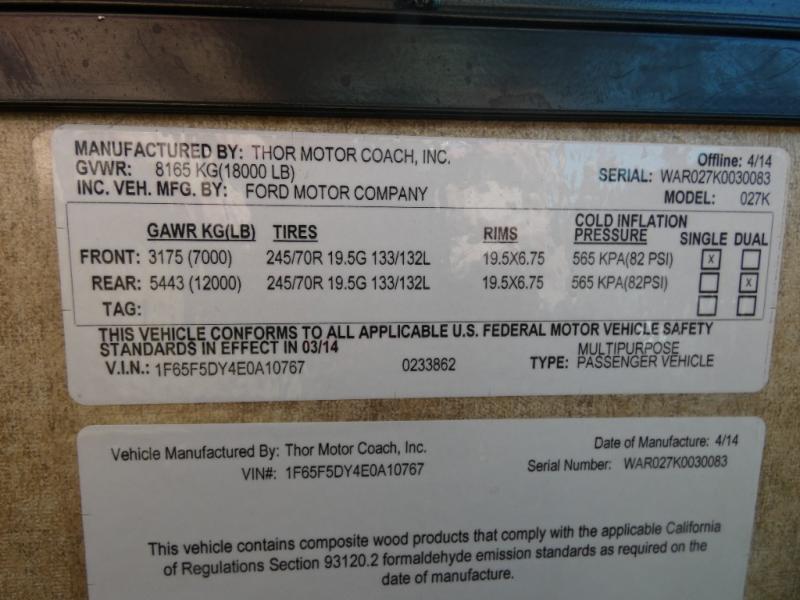 MANUFACTURED BY: THOR MOTOR COACH, INC. Offline: 4/14
GVWR: 8165 KG(18000 LB) SERIAL: WAR027K0030083
INC. VEH. MFG. BY: FORD MOTOR COMPANY MODEL: 027K
GAWR KG(LB) TIRES RIMS COLD INFLATION PRESSURE SINGLE DUAL
FRONT: 3175 (7000) 245/70R 19.5G 133/132L 19.5X6.75 565 KPA(82 PSI) X
REAR: 5443 (12000) 245/70R 19.5G 133/132L 19.5X6.75 565 KPA(82PSI) X
TAG:
THIS VEHICLE CONFORMS TO ALL APPLICABLE U.S. FEDERAL MOTOR VEHICLE SAFETY
STANDARDS IN EFFECT IN 03/14
V.I.N.: 1F65F5DY4E0A10767 0233862 TYPE: MULTIPURPOSE PASSENGER VEHICLE
Vehicle Manufactured By: Thor Motor Coach, Inc. Date of Manufacture: 4/14
VIN#: 1F65F5DY4E0A10767 Serial Number: WAR027K0030083
This vehicle contains composite wood products that comply with the applicable California
of Regulations Section 93120.2 formaldehyde emission standards as required on the
date of manufacture.